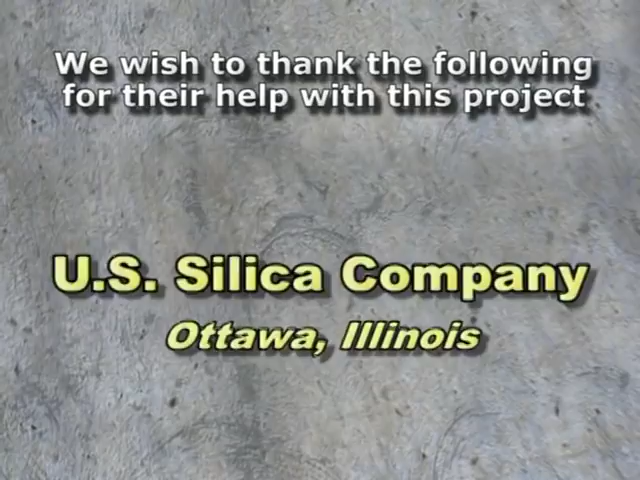 We wish to thank the following
for their help with this project
U.S. Silica Company
Ottawa, Illinois